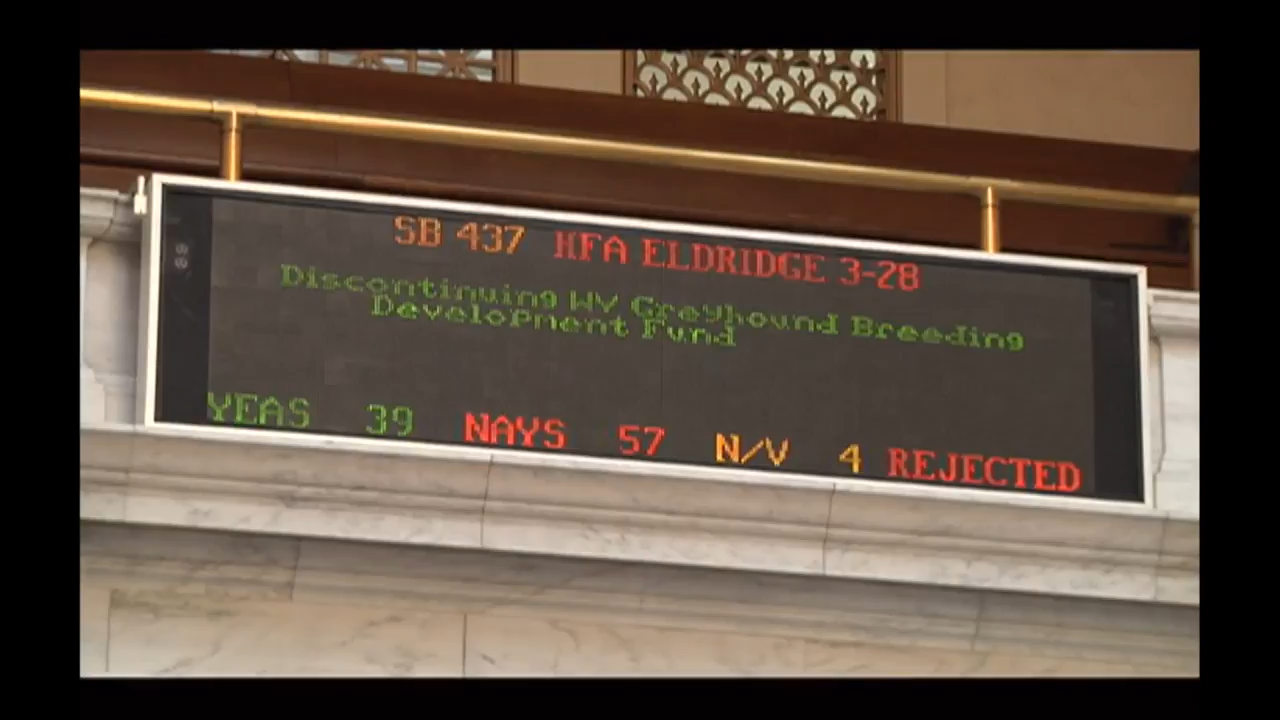 SB 437 HFA ELDRIDGE 3-28
Discontinuing WV Greyhound Breeding
Development Fund
YEAS 39 NAYS 57 N/V 4 REJECTED